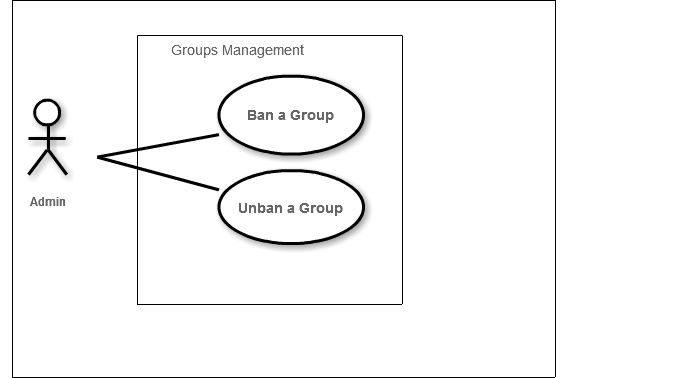 Groups Management
Ban a Group
Admin
Unban a Group